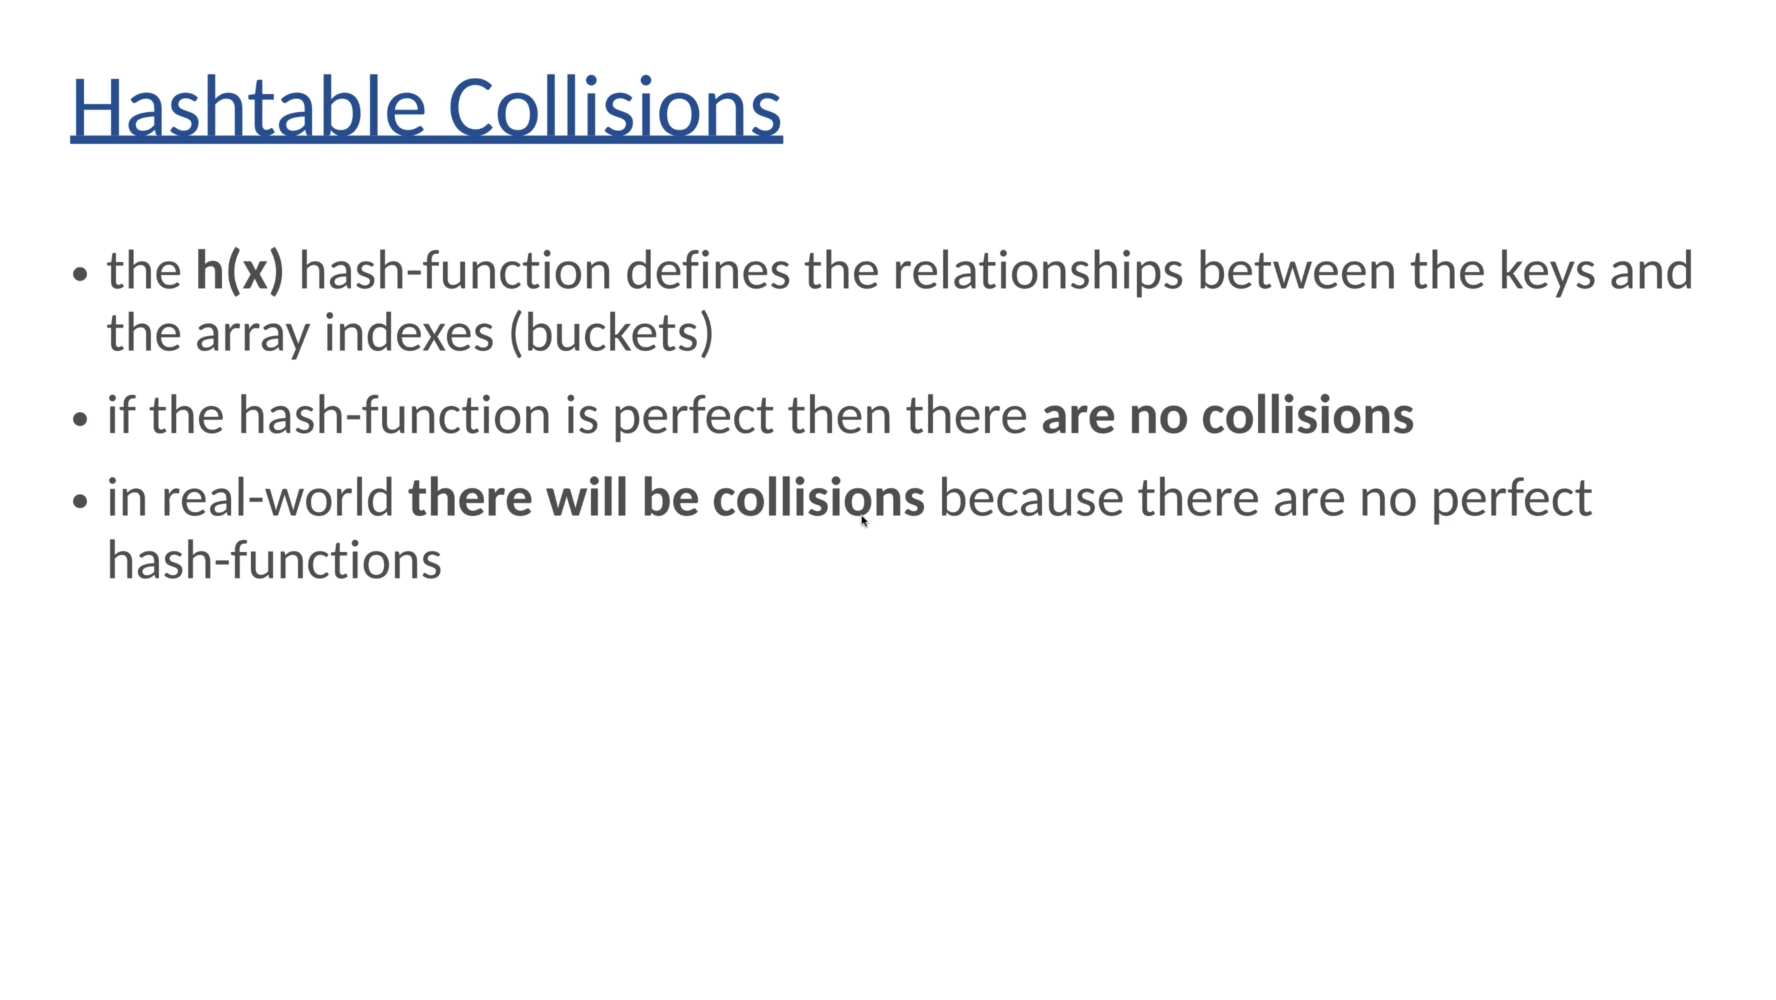 Hashtable Collisions
• the h(x) hash-function defines the relationships between the keys and
the array indexes (buckets)
• if the hash-function is perfect then there are no collisions
• in real-world there will be collisions because there are no perfect
hash-functions